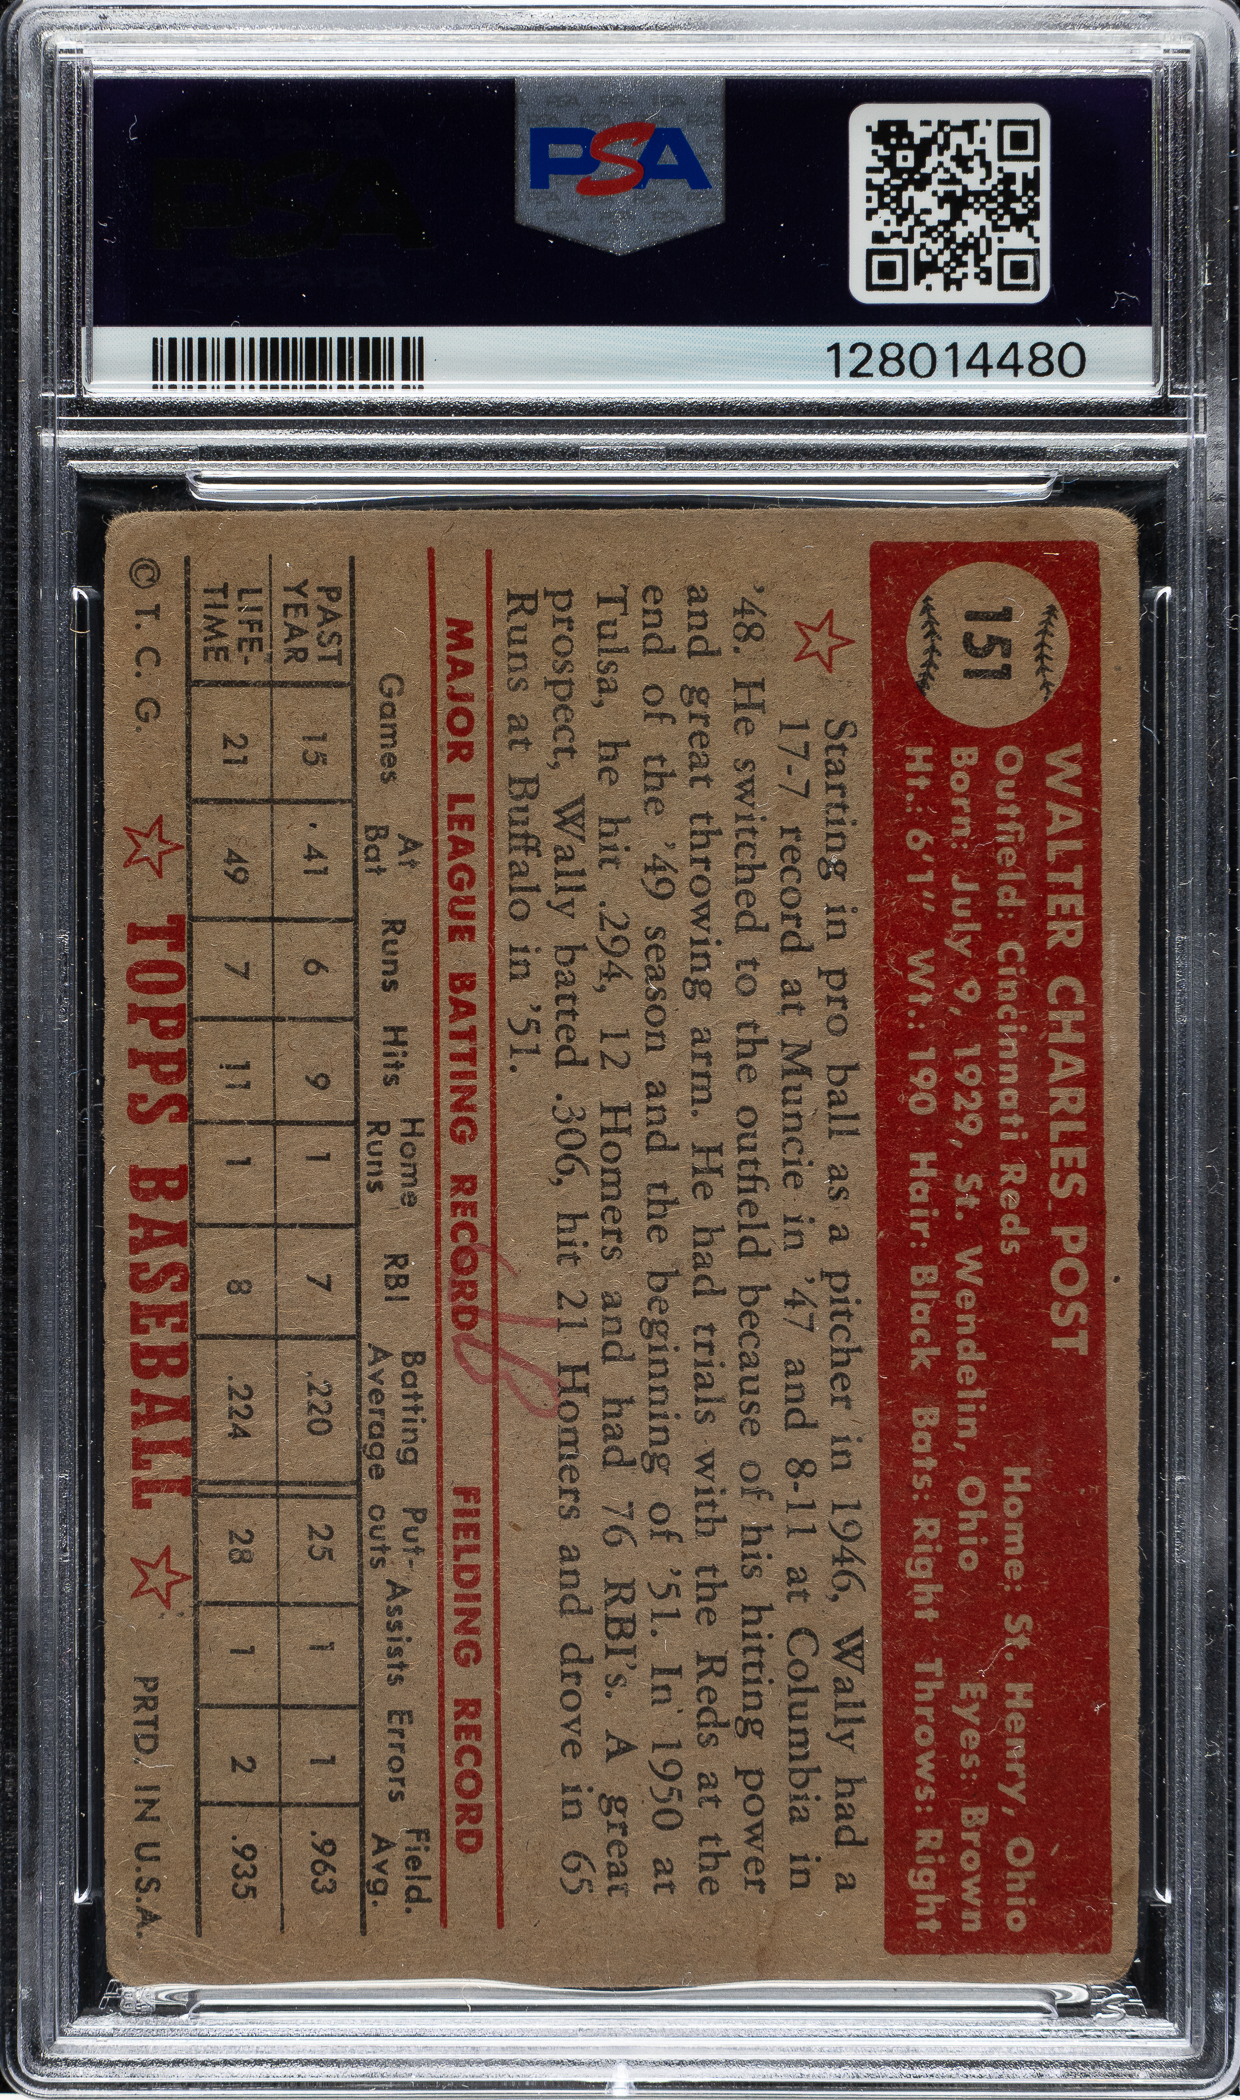 PSA
128014480
151
WALTER CHARLES POST
Outfield: Cincinnati Reds Home: St. Henry, Ohio
Born: July 9, 1929, St. Wendelin, Ohio Eyes: Brown
Ht.: 6'1" Wt.: 190 Hair: Black Bats: Right Throws: Right
Starting in pro ball as a pitcher in 1946, Wally had a
17-7 record at Muncie in '47 and 8-11 at Columbia in
'48. He switched to the outfield because of his hitting power
and great throwing arm. He had trials with the Reds at the
end of the '49 season and the beginning of '51. In 1950 at
Tulsa, he hit .294, 12 Homers and had 76 RBI's. A great
prospect, Wally batted .306, hit 21 Homers and drove in 65
Runs at Buffalo in '51.
MAJOR LEAGUE BATTING RECORD FIELDING RECORD
Games At Bat Runs Hits Home Runs RBI Batting Average Put-outs Assists Errors Field. Avg.
PAST YEAR 15 41 6 9 1 7 .220 25 1 1 .963
LIFE-TIME 21 49 7 11 1 8 .224 28 1 2 .935
© T. C. G. TOPPS BASEBALL PRTD. IN U.S.A.